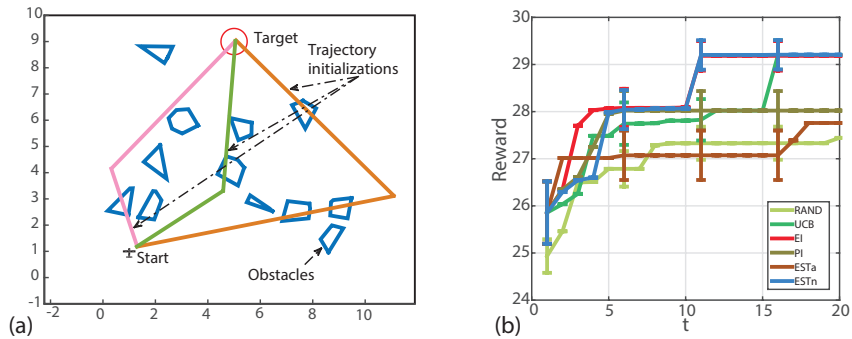 10
9
8
7
6
5
4
3
2
1
0
-1
-2
0
2
4
6
8
10
Target
Trajectory
initializations
Start
Obstacles
(a)
30
29
28
27
26
25
24
Reward
0
5
10
15
20
t
RAND
UCB
EI
PI
ESTa
ESTn
(b)